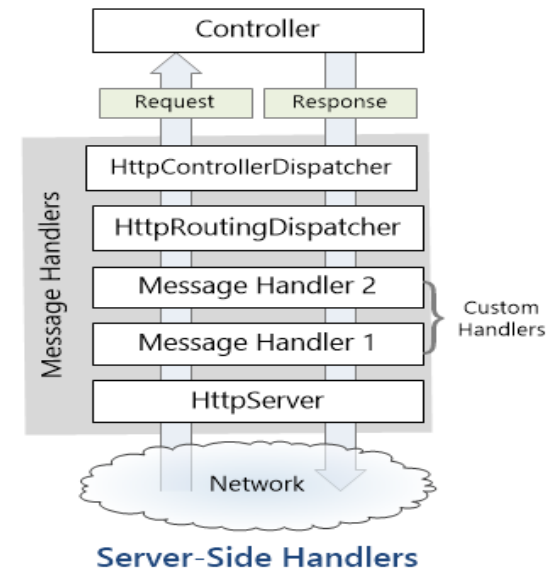 Controller
Request
Response
HttpControllerDispatcher
HttpRoutingDispatcher
Message Handler 2
Message Handler 1
HttpServer
Message Handlers
Custom
Handlers
Network
Server-Side Handlers